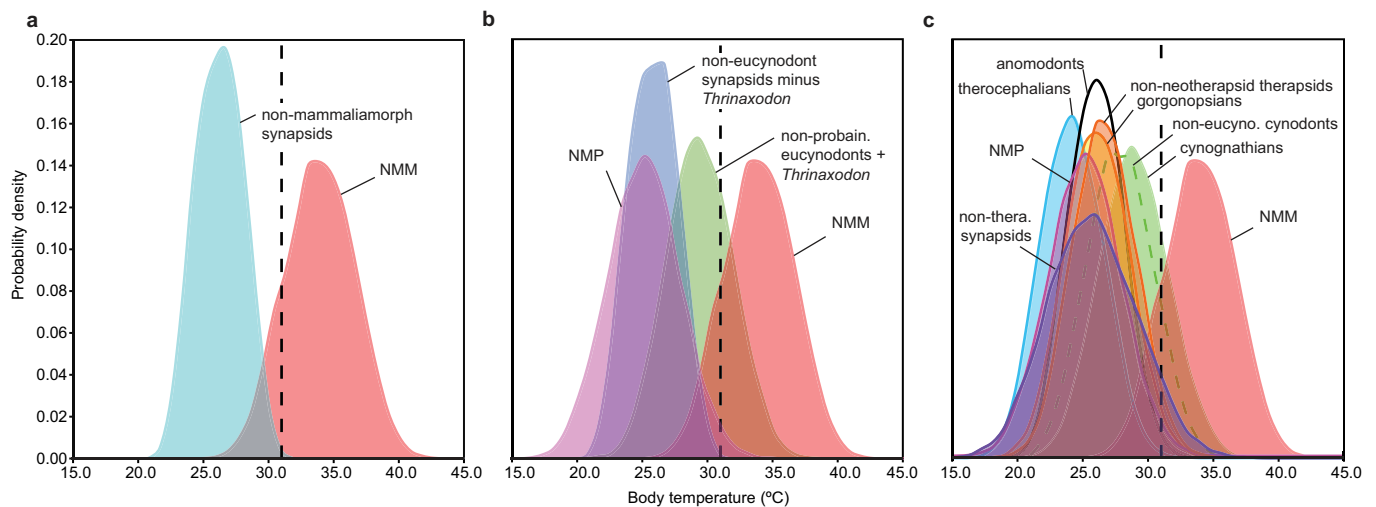 a
b
c
Probability density
0.20
0.18
0.16
0.14
0.12
0.10
0.08
0.06
0.04
0.02
0.00
non-mammaliamorph
synapsids
NMM
15.0 20.0 25.0 30.0 35.0 40.0 45.0
non-eucynodont
synapsids minus
Thrinaxodon
NMP
non-probain.
eucynodonts +
Thrinaxodon
NMM
15.0 20.0 25.0 30.0 35.0 40.0 45.0
Body temperature (ºC)
anomodonts
therocephalians
non-neotherapsid therapsids
gorgonopsians
non-eucyno. cynodonts
cynognathians
NMP
non-thera.
synapsids
NMM
15.0 20.0 25.0 30.0 35.0 40.0 45.0